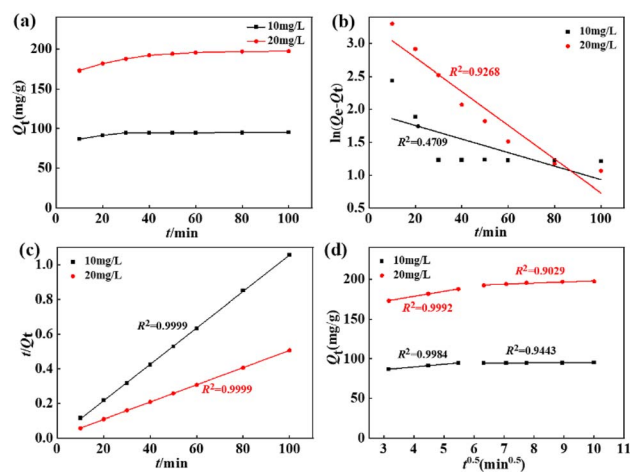 (a)
10mg/L
20mg/L
200
150
100
50
0
Qt(mg/g)
0
20
40
60
80
100
t/min
(b)
10mg/L
20mg/L
3.0
2.5
2.0
1.5
1.0
0.5
ln(Qe-Qt)
R²=0.9268
R²=0.4709
0
20
40
60
80
100
t/min
(c)
10mg/L
20mg/L
1.0
0.8
0.6
0.4
0.2
0.0
t/Qt
R²=0.9999
R²=0.9999
0
20
40
60
80
100
t/min
(d)
10mg/L
20mg/L
200
150
100
50
0
Qt(mg/g)
R²=0.9029
R²=0.9992
R²=0.9984
R²=0.9443
3
4
5
6
7
8
9
10
11
t⁰·⁵(min⁰·⁵)